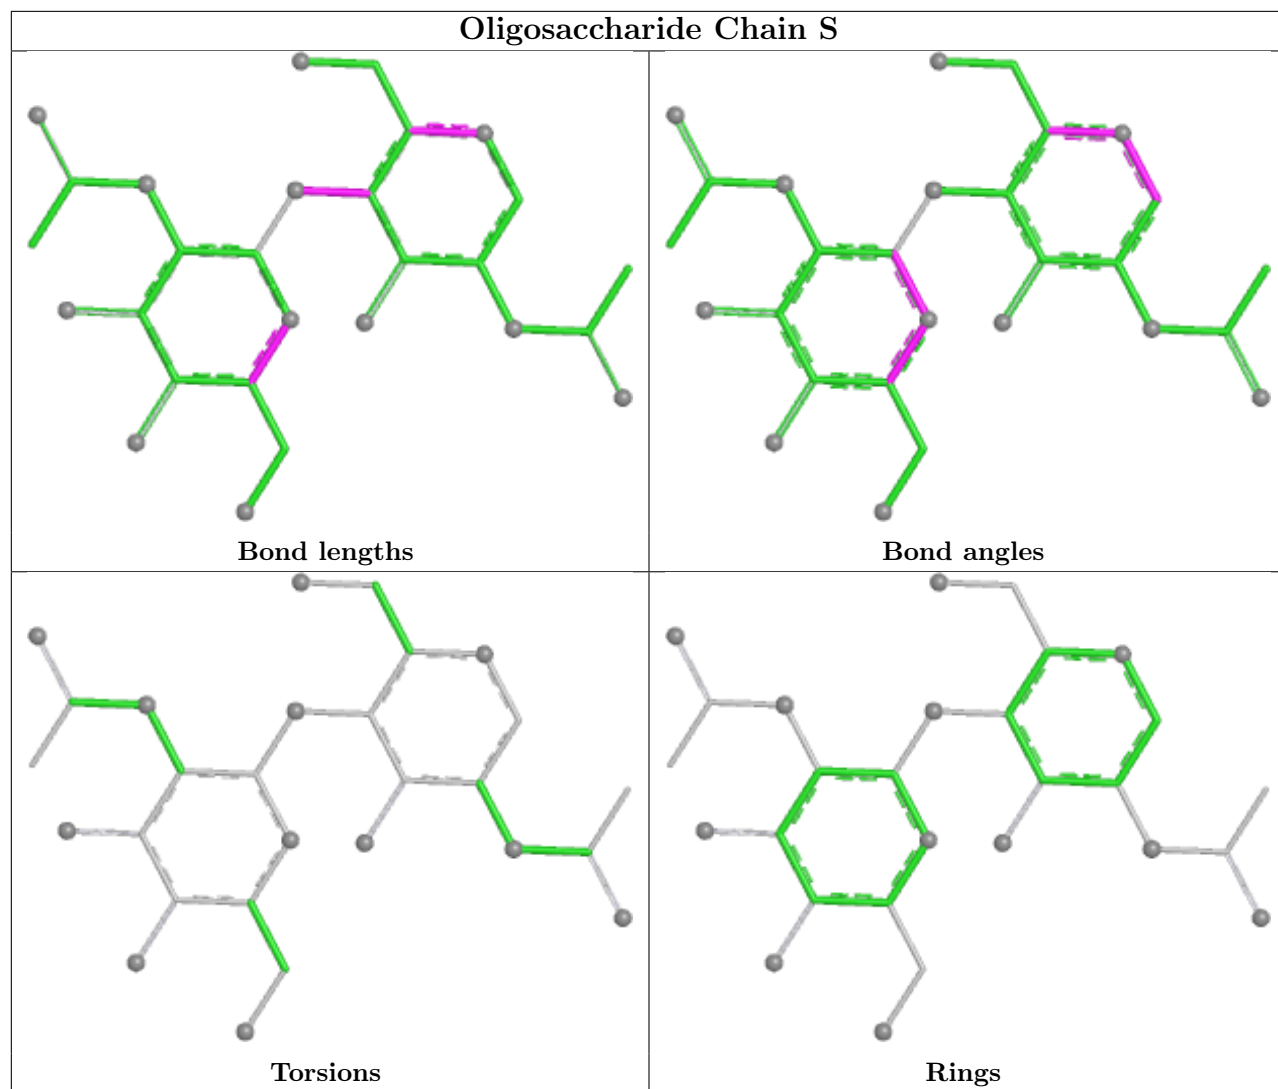 Oligosaccharide Chain S
Bond lengths
Bond angles
Torsions
Rings